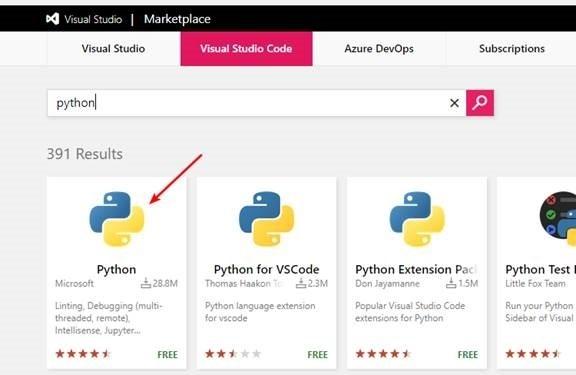 Visual Studio | Marketplace
Visual Studio
Visual Studio Code
Azure DevOps
Subscriptions
python
391 Results
Python
Microsoft 28.8M
Linting, Debugging (multi-
threaded, remote),
Intellisense, Jupyter...
FREE
Python for VSCode
Thomas Haakon To 2.3M
Python language extension
for vscode
FREE
Python Extension Pac
Don Jayamanne 1.5M
Popular Visual Studio Code
extensions for Python
FREE
Python Test
Little Fox Team
Run your Python
Sidebar of Visual